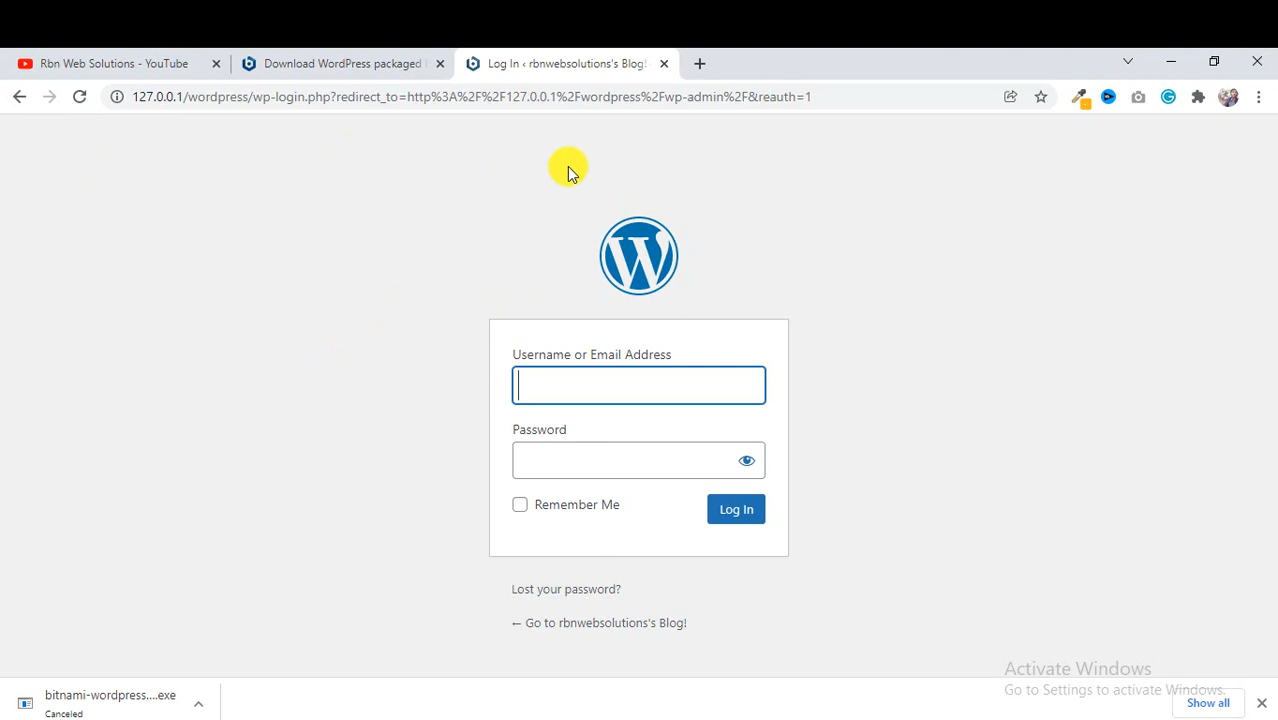 Rbn Web Solutions - YouTube
Download WordPress packaged
Log In ‹ rbnwebsolutions's Blog!
127.0.0.1/wordpress/wp-login.php?redirect_to=http%3A%2F%2F127.0.0.1%2Fwordpress%2Fwp-admin%2F&reauth=1
Username or Email Address
Password
Remember Me
Log In
Lost your password?
← Go to rbnwebsolutions's Blog!
Activate Windows
Go to Settings to activate Windows.
bitnami-wordpress....exe
Canceled
Show all